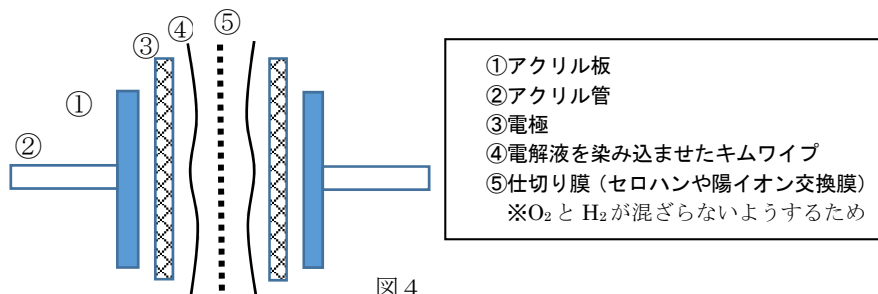 ⑤
④
③
①
②
図４
①アクリル板
②アクリル管
③電極
④電解液を染み込ませたキムワイプ
⑤仕切り膜（セロハンや陽イオン交換膜）
※O₂とH₂が混ざらないようするため